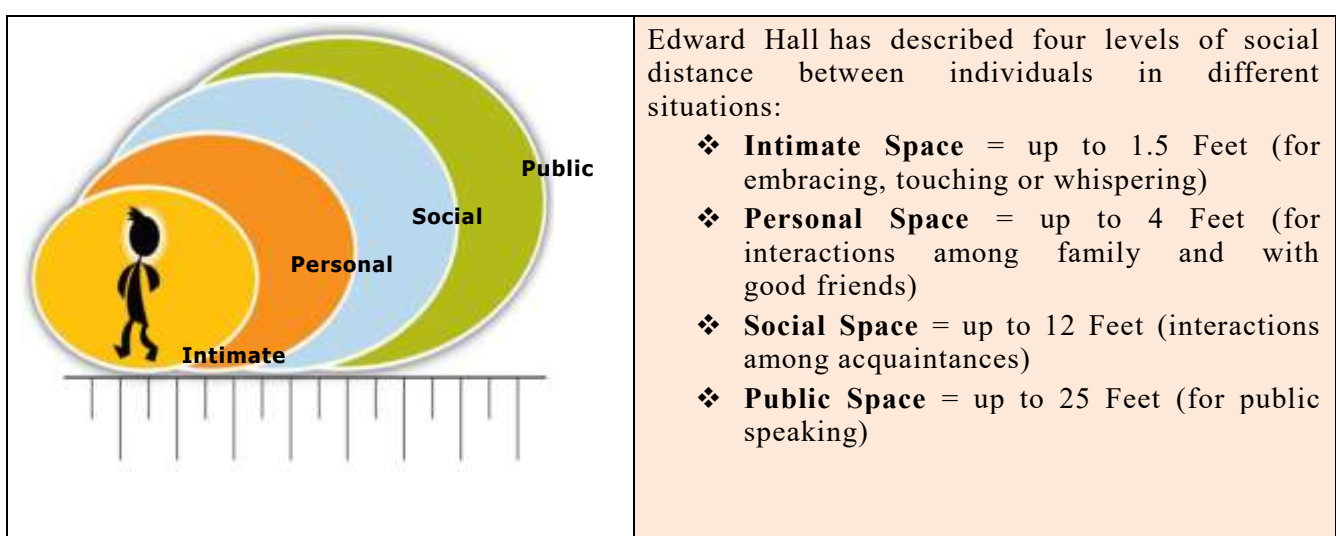 Public
Social
Personal
Intimate
Edward Hall has described four levels of social
distance between individuals in different
situations:
❖ Intimate Space = up to 1.5 Feet (for
embracing, touching or whispering)
❖ Personal Space = up to 4 Feet (for
interactions among family and with
good friends)
❖ Social Space = up to 12 Feet (interactions
among acquaintances)
❖ Public Space = up to 25 Feet (for public
speaking)